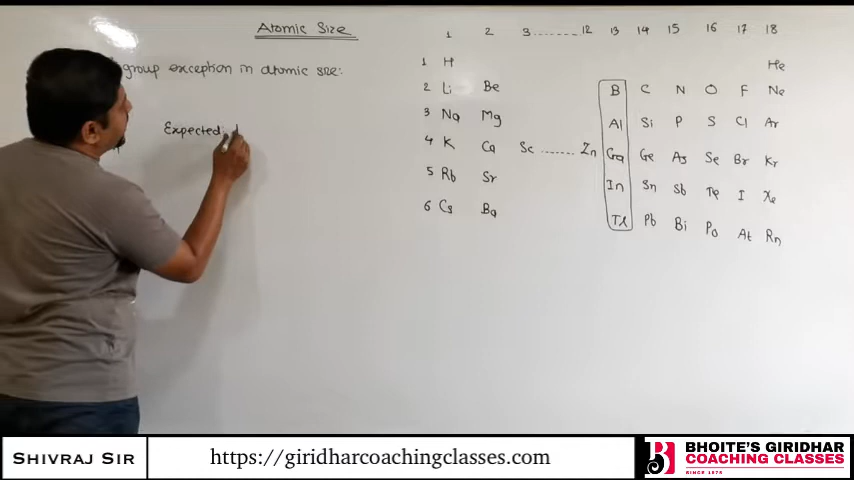 Atomic Size
group exception in atomic size:
Expected
1 2 3 ........ 12 13 14 15 16 17 18
1 H He
2 Li Be B C N O F Ne
3 Na Mg Al Si P S Cl Ar
4 K Ca Sc ....... Zn Ga Ge As Se Br Kr
5 Rb Sr In Sn Sb Te I Xe
6 Cs Ba Tl Pb Bi Po At Rn
SHIVRAJ SIR
https://giridharcoachingclasses.com
BHOITE'S GIRIDHAR
COACHING CLASSES
SINCE 1975